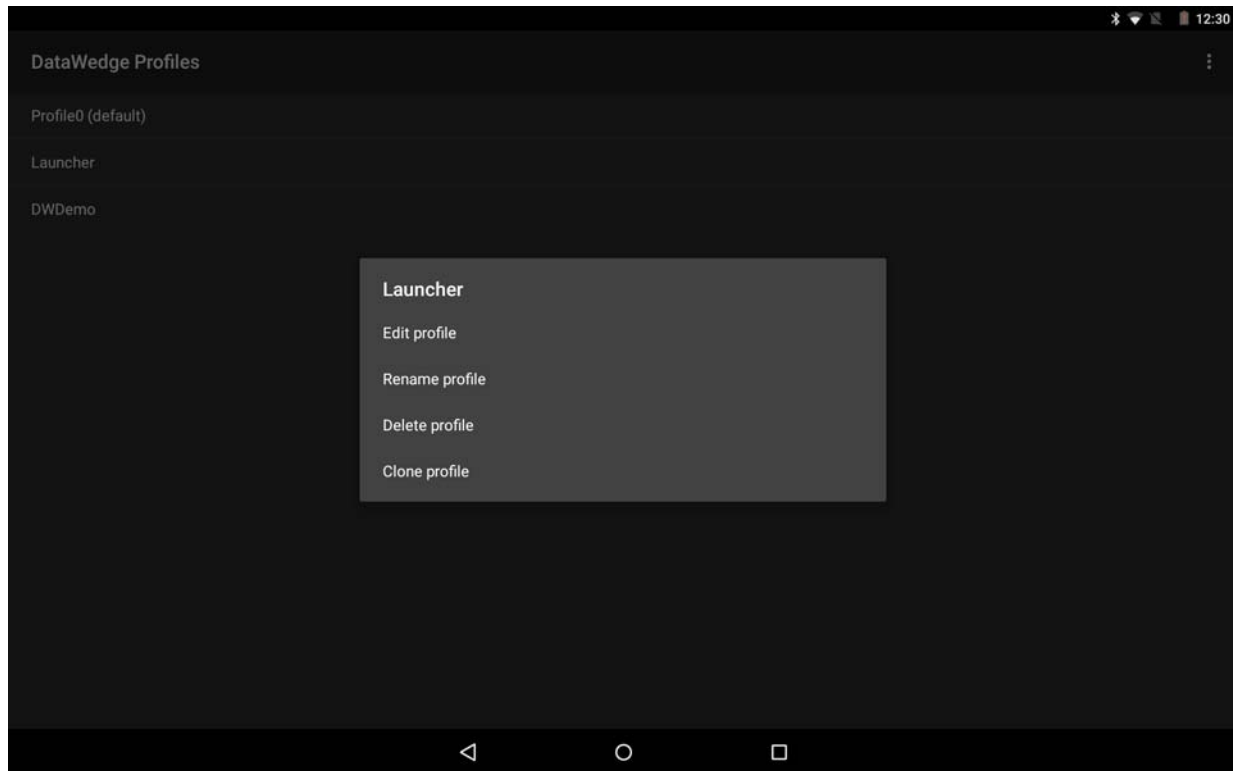 12:30
DataWedge Profiles
Profile0 (default)
Launcher
DWDemo
Launcher
Edit profile
Rename profile
Delete profile
Clone profile